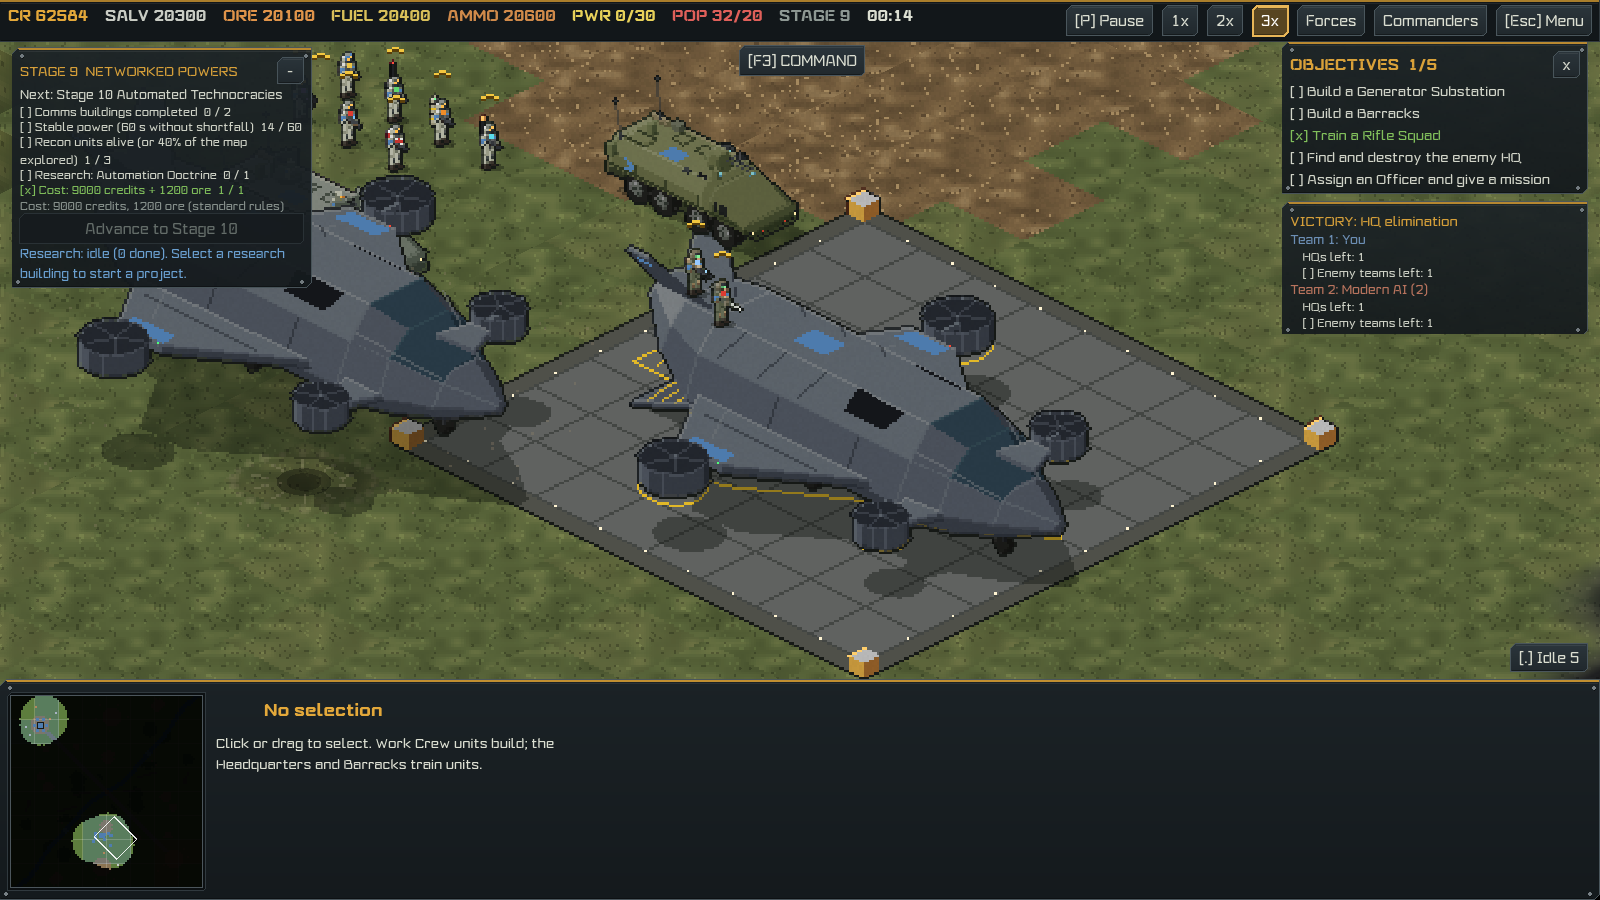 CR 62584 SALV 20300 ORE 20100 FUEL 20400 AMMO 20600 PWR 0/30 POP 32/20 STAGE 9 00:14
[P] Pause 1x 2x 3x Forces Commanders [Esc] Menu
[F3] COMMAND
STAGE 9 NETWORKED POWERS -
Next: Stage 10 Automated Technocracies
[ ] Comms buildings completed 0 / 2
[ ] Stable power (60 s without shortfall) 14 / 60
[ ] Recon units alive (or 40% of the map
explored) 1 / 3
[ ] Research: Automation Doctrine 0 / 1
[x] Cost: 9000 credits + 1200 ore 1 / 1
Cost: 9000 credits, 1200 ore (standard rules)
Advance to Stage 10
Research: idle (0 done). Select a research
building to start a project.
OBJECTIVES 1/5 x
[ ] Build a Generator Substation
[ ] Build a Barracks
[x] Train a Rifle Squad
[ ] Find and destroy the enemy HQ
[ ] Assign an Officer and give a mission
VICTORY: HQ elimination
Team 1: You
HQs left: 1
[ ] Enemy teams left: 1
Team 2: Modern AI (2)
HQs left: 1
[ ] Enemy teams left: 1
[.] Idle 5
No selection
Click or drag to select. Work Crew units build; the
Headquarters and Barracks train units.